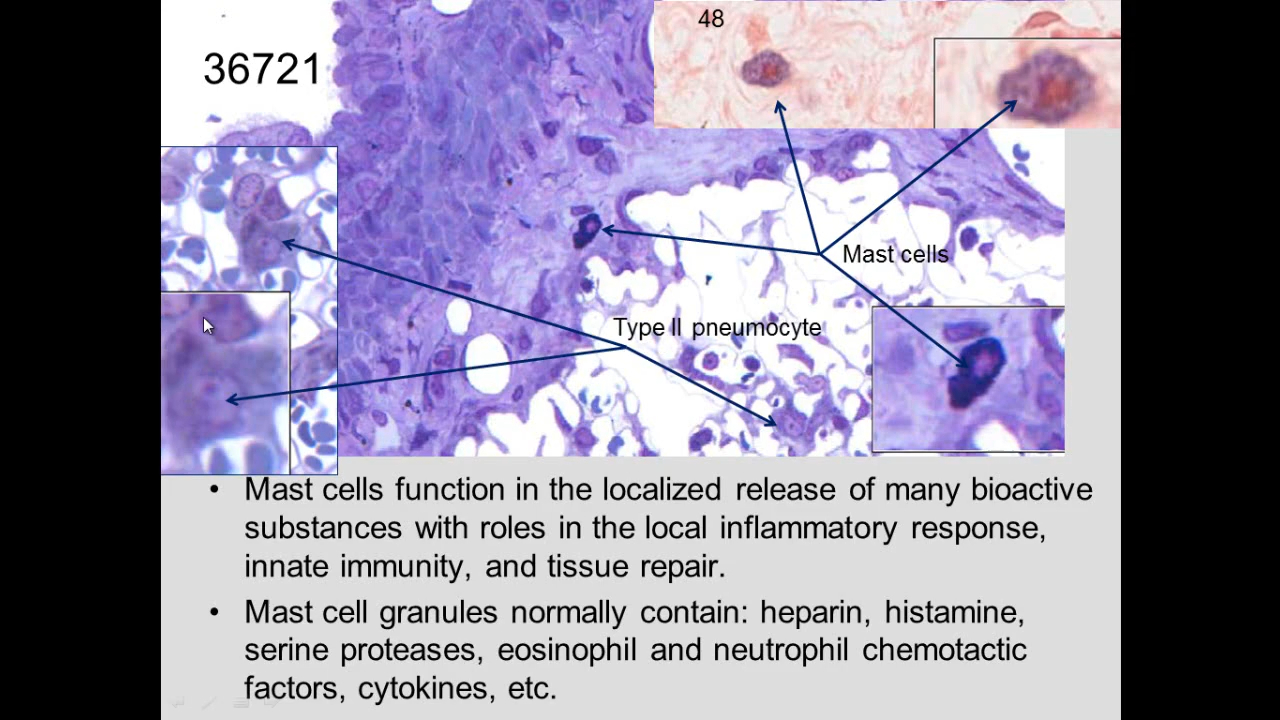 48
36721
Mast cells
Type II pneumocyte
• Mast cells function in the localized release of many bioactive
substances with roles in the local inflammatory response,
innate immunity, and tissue repair.
• Mast cell granules normally contain: heparin, histamine,
serine proteases, eosinophil and neutrophil chemotactic
factors, cytokines, etc.